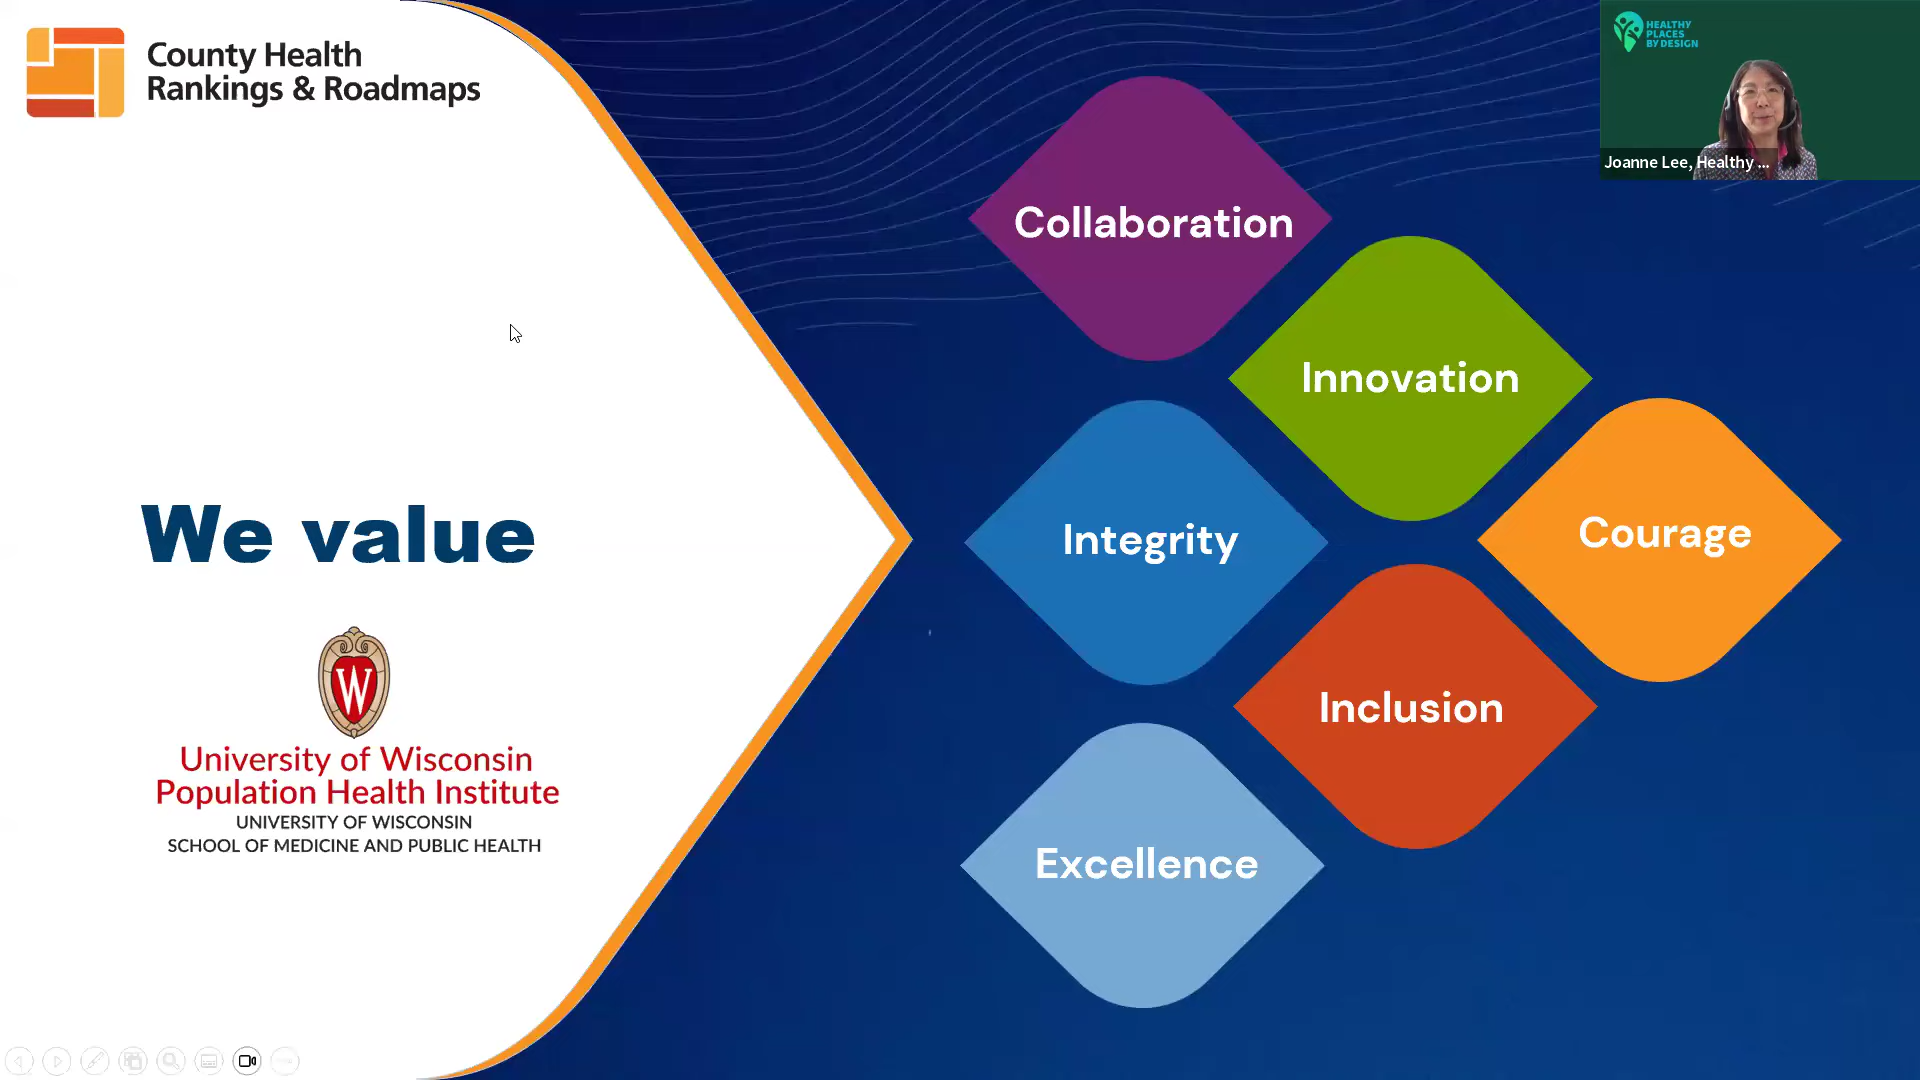 County Health
Rankings & Roadmaps
HEALTHY
PLACES
BY DESIGN
Joanne Lee, Healthy ...
Collaboration
Innovation
Courage
Integrity
We value
Inclusion
Excellence
W
University of Wisconsin
Population Health Institute
UNIVERSITY OF WISCONSIN
SCHOOL OF MEDICINE AND PUBLIC HEALTH